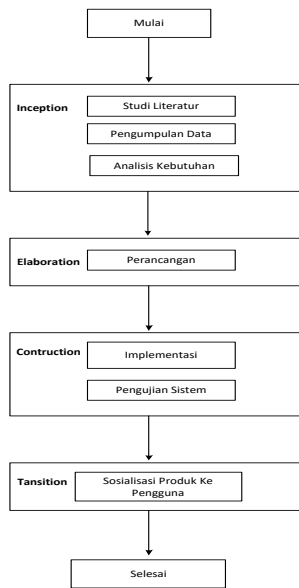 Mulai
Inception
Studi Literatur
Pengumpulan Data
Analisis Kebutuhan
Elaboration
Perancangan
Contruction
Implementasi
Pengujian Sistem
Tansition
Sosialisasi Produk Ke
Pengguna
Selesai